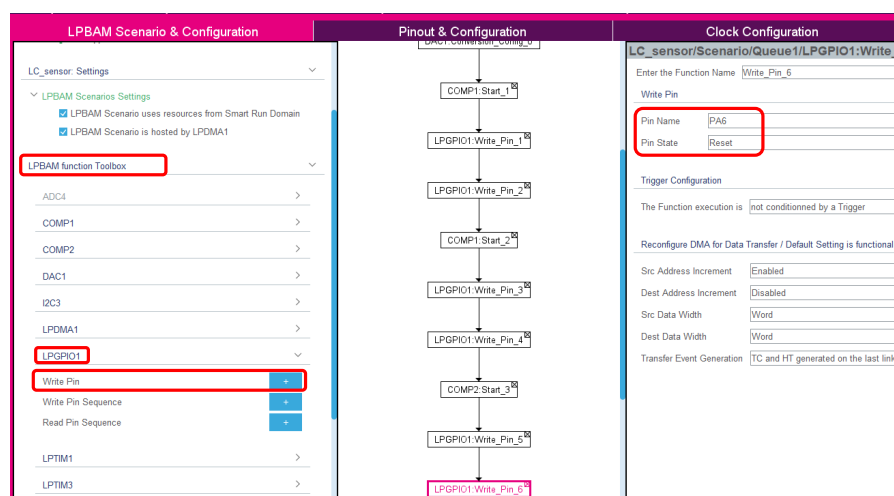 LPBAM Scenario & Configuration
Pinout & Configuration
Clock Configuration
LC_sensor: Settings
LPBAM Scenarios Settings
LPBAM Scenario uses resources from Smart Run Domain
LPBAM Scenario is hosted by LPDMA1
LPBAM function Toolbox
ADC4
COMP1
COMP2
DAC1
I2C3
LPDMA1
LPGPIO1
Write Pin +
Write Pin Sequence +
Read Pin Sequence +
LPTIM1
LPTIM3
COMP1:Start_1
LPGPIO1:Write_Pin_1
LPGPIO1:Write_Pin_2
COMP1:Start_2
LPGPIO1:Write_Pin_3
LPGPIO1:Write_Pin_4
COMP2:Start_3
LPGPIO1:Write_Pin_5
LPGPIO1:Write_Pin_6
LC_sensor/Scenario/Queue1/LPGPIO1:Write_
Enter the Function Name Write_Pin_6
Write Pin
Pin Name PA6
Pin State Reset
Trigger Configuration
The Function execution is not conditionned by a Trigger
Reconfigure DMA for Data Transfer / Default Setting is functional
Src Address Increment Enabled
Dest Address Increment Disabled
Src Data Width Word
Dest Data Width Word
Transfer Event Generation TC and HT generated on the last link